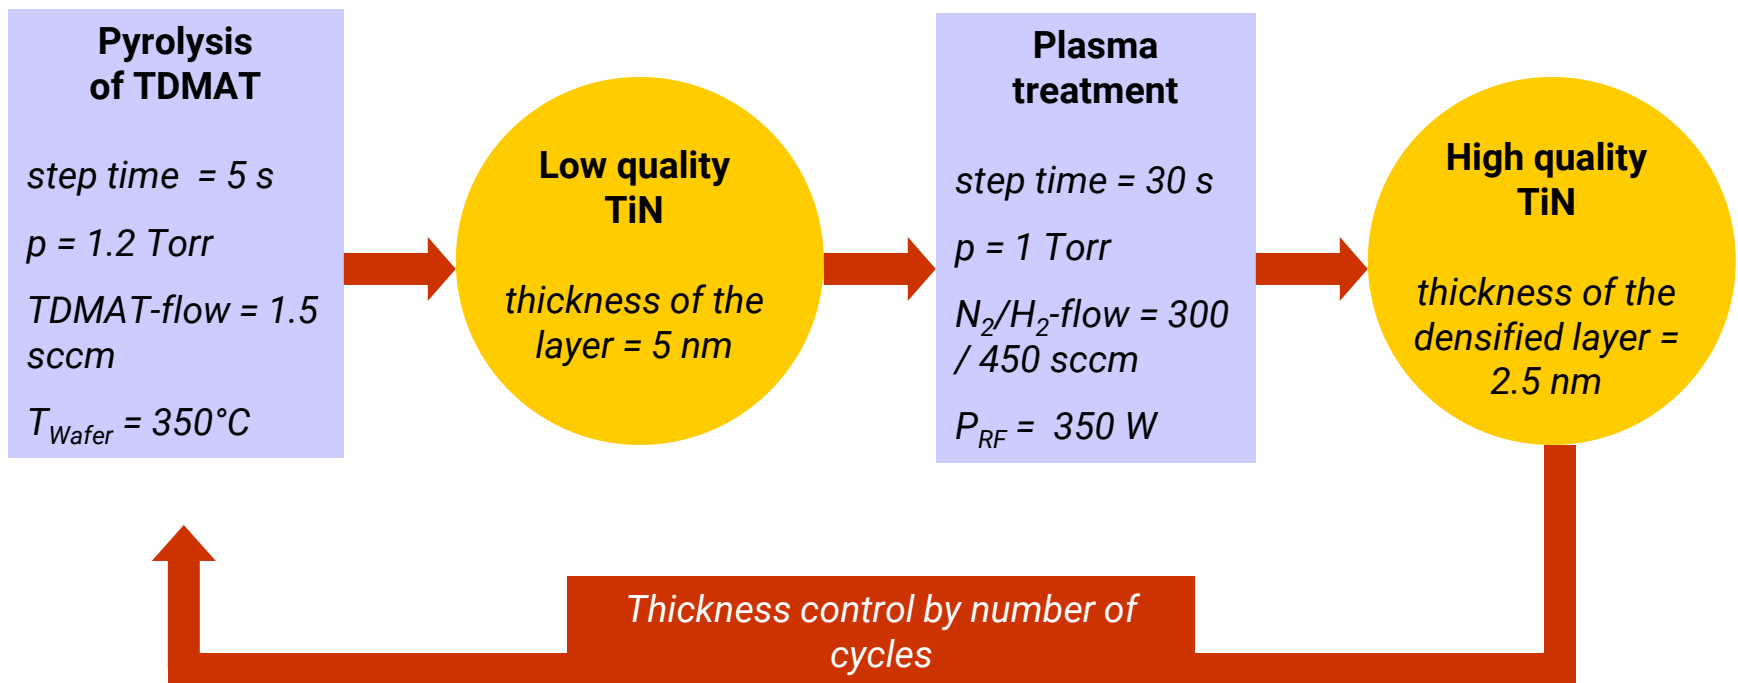 Pyrolysis
of TDMAT
step time  = 5 s
p = 1.2 Torr
TDMAT-flow = 1.5
sccm
T_Wafer = 350°C
Low quality
TiN
thickness of the
layer = 5 nm
Plasma
treatment
step time = 30 s
p = 1 Torr
N₂/H₂-flow = 300
/ 450 sccm
P_RF =  350 W
High quality
TiN
thickness of the
densified layer =
2.5 nm
Thickness control by number of
cycles